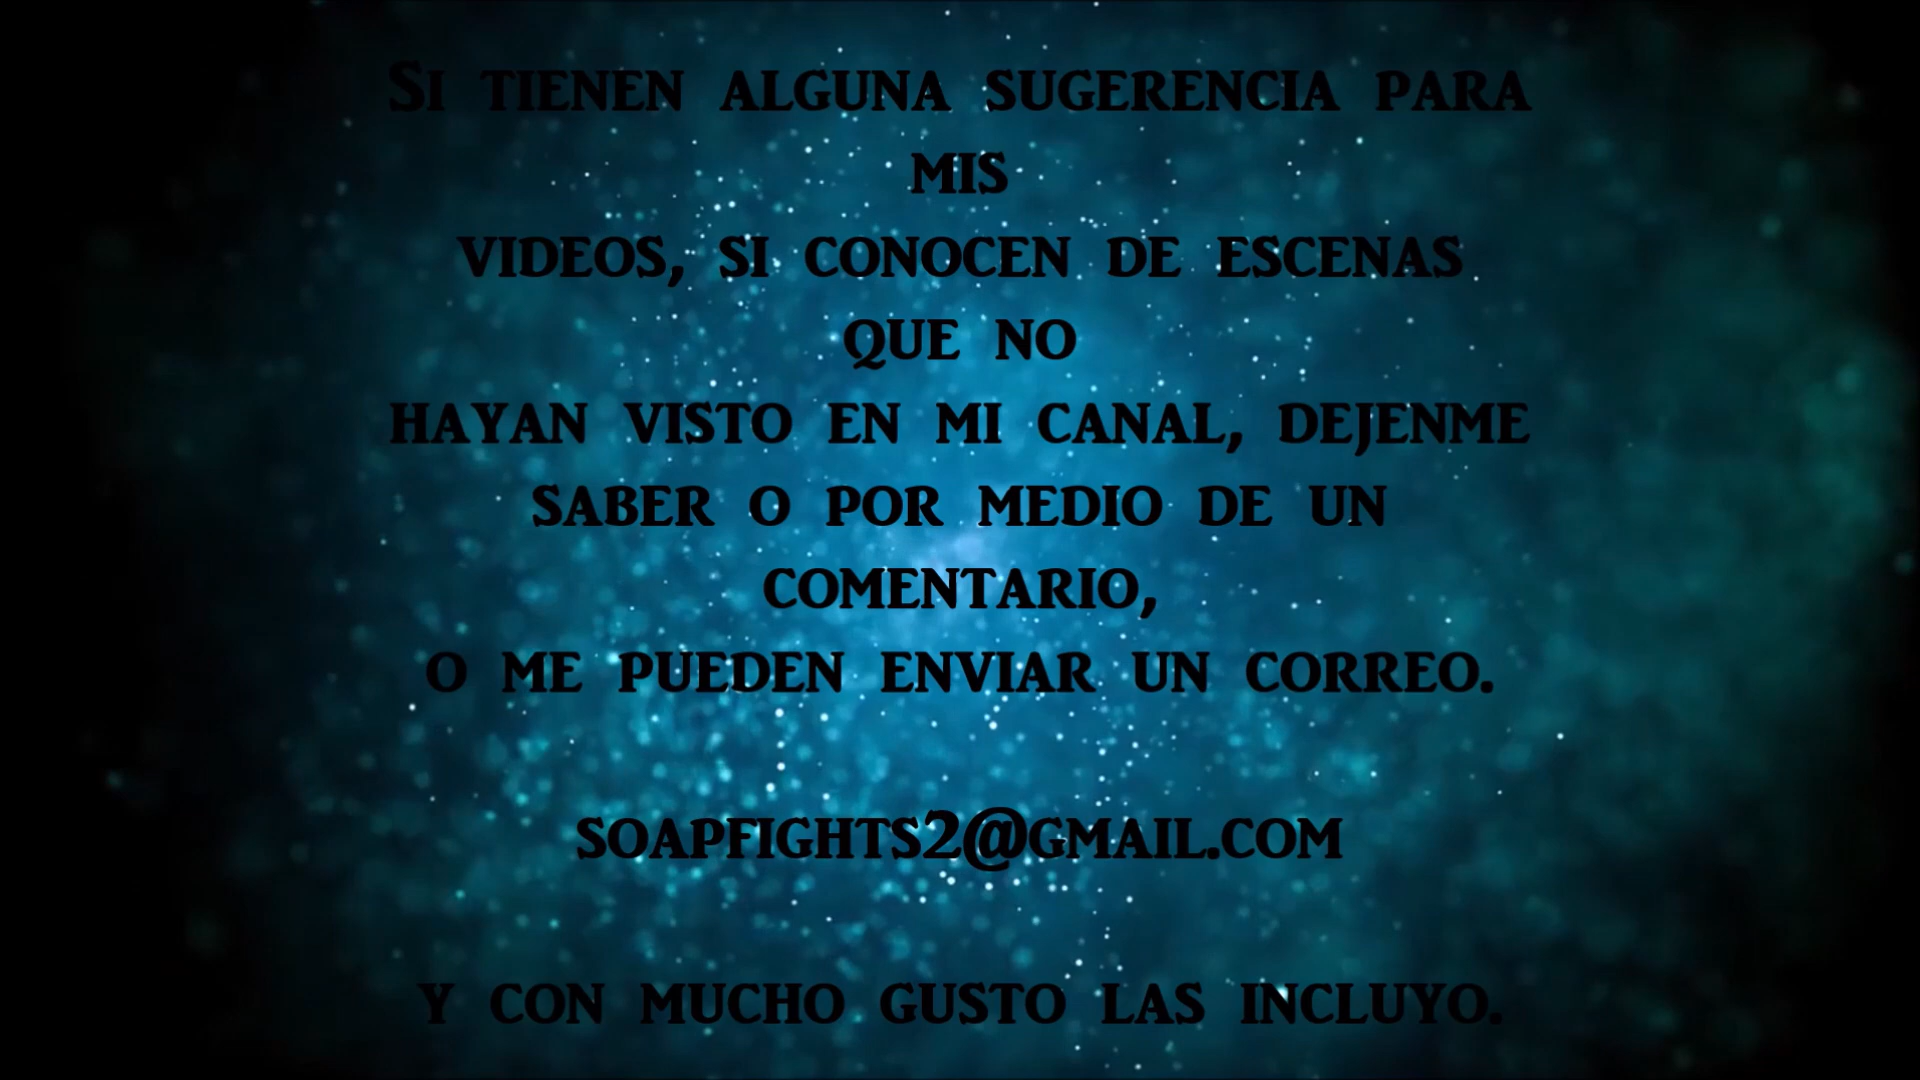 Si tienen alguna sugerencia para
mis
videos, si conocen de escenas
que no
hayan visto en mi canal, dejenme
saber o por medio de un
comentario,
o me pueden enviar un correo.
soapfights2@gmail.com
y con mucho gusto las incluyo.